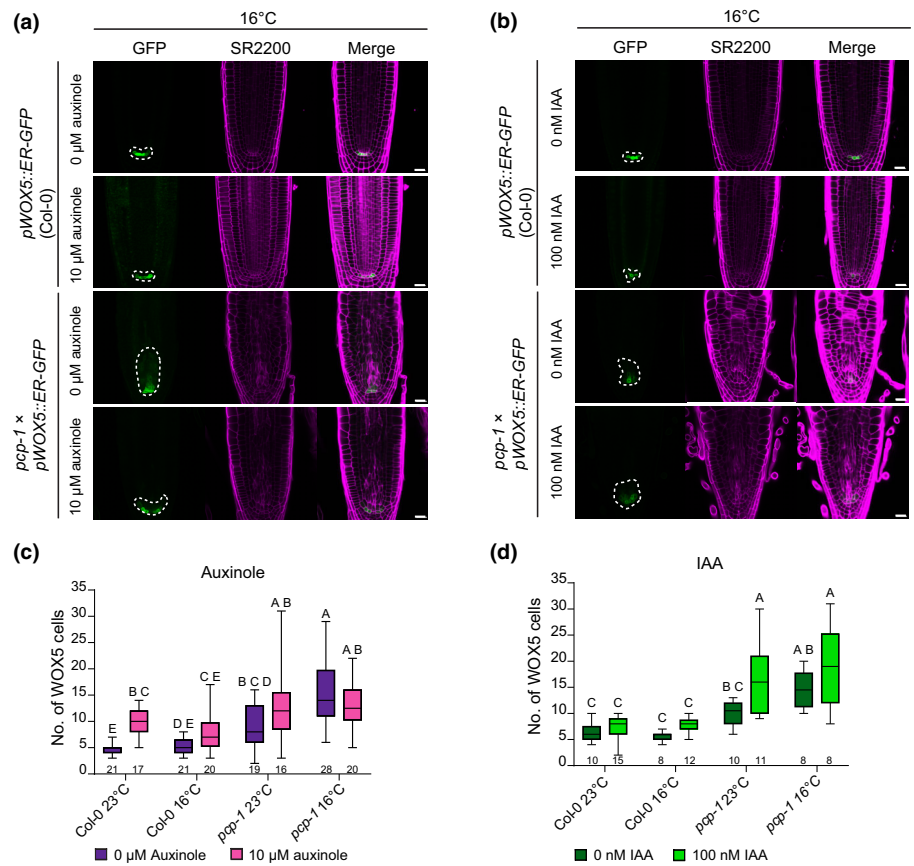 (a)
16°C
GFP SR2200 Merge
pWOX5::ER-GFP
(Col-0)
0 µM auxinole
10 µM auxinole
pcp-1 ×
pWOX5::ER-GFP
0 µM auxinole
10 µM auxinole
(b)
16°C
GFP SR2200 Merge
pWOX5::ER-GFP
(Col-0)
0 nM IAA
100 nM IAA
pcp-1 ×
pWOX5::ER-GFP
0 nM IAA
100 nM IAA
(c)
Auxinole
No. of WOX5 cells
35
30
25
20
15
10
5
0
E B C D E C E B C D A B A A B
21 17 21 20 19 16 28 20
Col-0 23°C Col-0 16°C pcp-1 23°C pcp-1 16°C
0 µM Auxinole 10 µM auxinole
(d)
IAA
No. of WOX5 cells
35
30
25
20
15
10
5
0
C C C C B C A A B A
10 15 8 12 10 11 8 8
Col-0 23°C Col-0 16°C pcp-1 23°C pcp-1 16°C
0 nM IAA 100 nM IAA